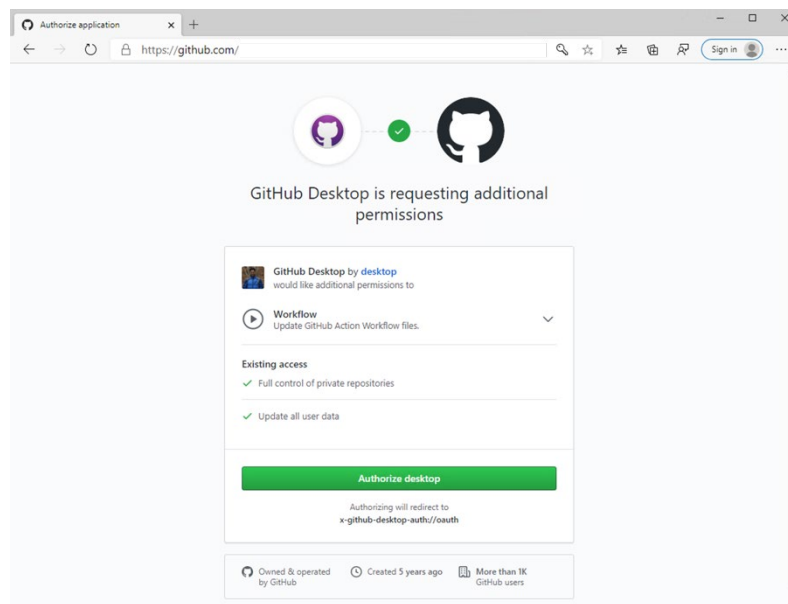 Authorize application
https://github.com/
Sign in
GitHub Desktop is requesting additional
permissions
GitHub Desktop by desktop
would like additional permissions to
Workflow
Update GitHub Action Workflow files.
Existing access
Full control of private repositories
Update all user data
Authorize desktop
Authorizing will redirect to
x-github-desktop-auth://oauth
Owned & operated
by GitHub
Created 5 years ago
More than 1K
GitHub users